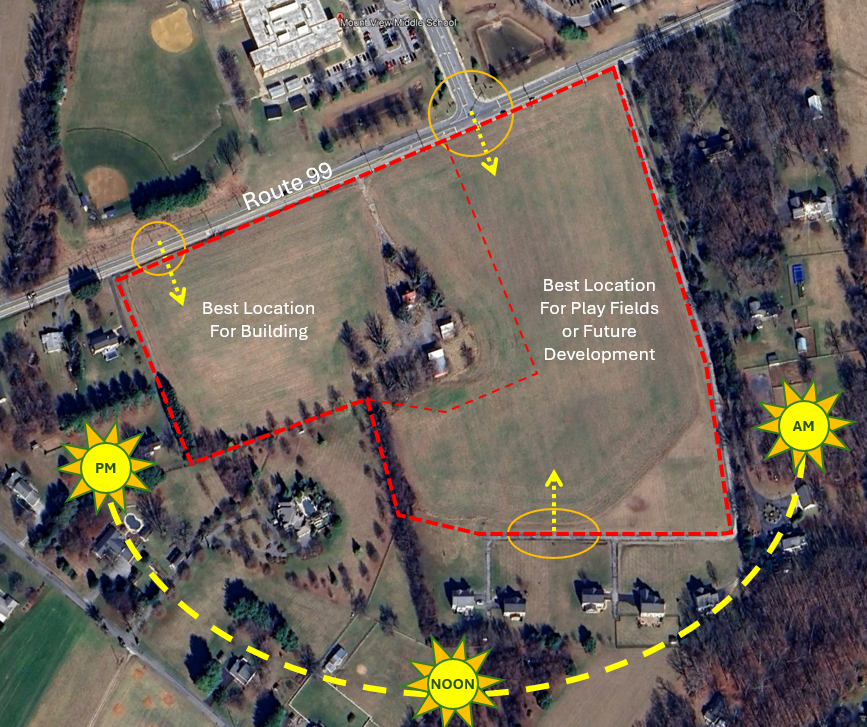 Mount View Middle School
Route 99
Best Location
For Building
Best Location
For Play Fields
or Future
Development
AM
PM
NOON